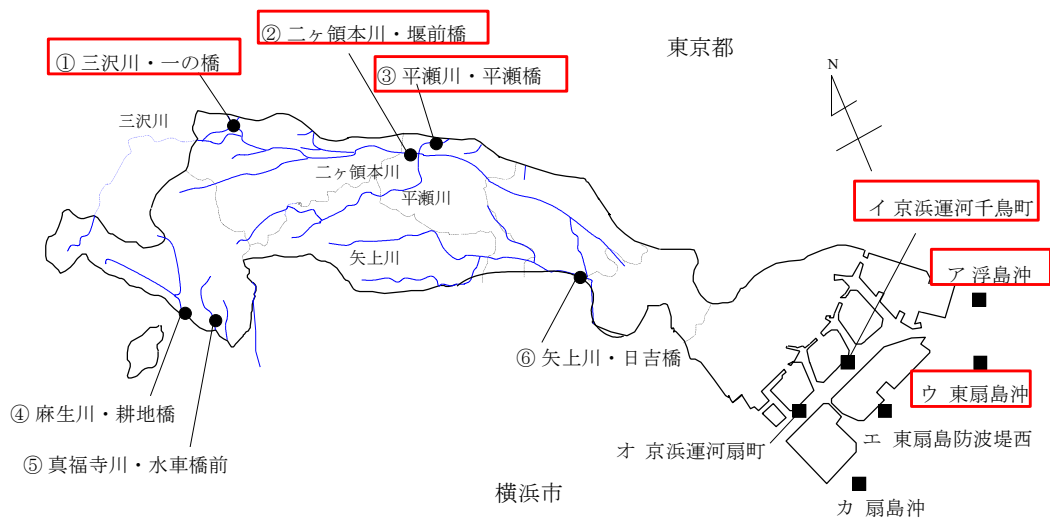 ② 二ヶ領本川・堰前橋
東京都
① 三沢川・一の橋
③ 平瀬川・平瀬橋
N
三沢川
二ヶ領本川
平瀬川
イ 京浜運河千鳥町
矢上川
ア 浮島沖
⑥ 矢上川・日吉橋
ウ 東扇島沖
④ 麻生川・耕地橋
エ 東扇島防波堤西
オ 京浜運河扇町
⑤ 真福寺川・水車橋前
横浜市
カ 扇島沖